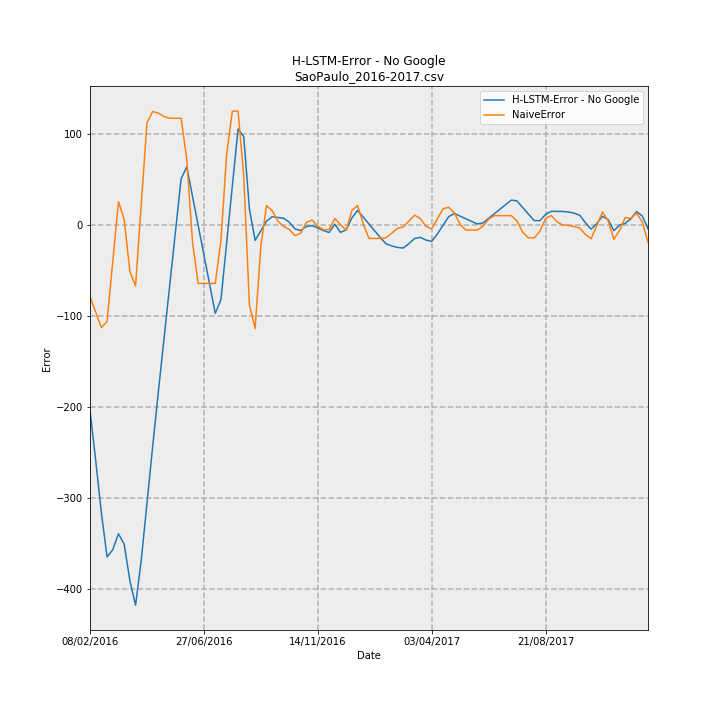 H-LSTM-Error - No Google
SaoPaulo_2016-2017.csv
H-LSTM-Error - No Google
NaiveError
100
0
−100
−200
−300
−400
Error
08/02/2016
27/06/2016
14/11/2016
03/04/2017
21/08/2017
Date